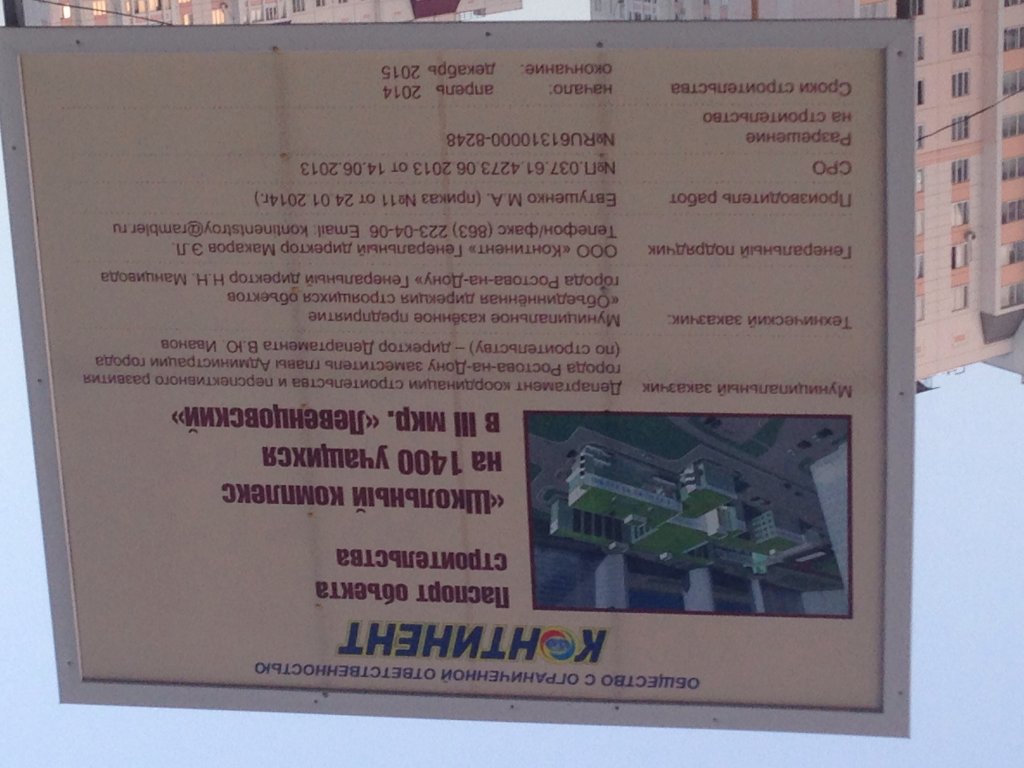 ОБЩЕСТВО С ОГРАНИЧЕННОЙ ОТВЕТСТВЕННОСТЬЮ
КОНТИНЕНТ
Паспорт объекта
строительства
«Школьный комплекс
на 1400 учащихся
в III мкр. «Левенцовский»
Муниципальный заказчик Департамент координации строительства и перспективного развития
города Ростова-на-Дону заместитель главы Администрации города
(по строительству) – директор Департамента В.Ю. Иванов
Технический заказчик: Муниципальное казённое предприятие
«Объединённая дирекция строящихся объектов
города Ростова-на-Дону» Генеральный директор Н.Н. Манцивода
Генеральный подрядчик ООО «Континент» Генеральный директор Макаров Э.Л.
Телефон/факс (863) 223-04-06 Email: kontinentstroy@rambler.ru
Производитель работ Евтушенко М.А. (приказ №11 от 24.01.2014г.)
СРО №П.037.61.4273.06.2013 от 14.06.2013
Разрешение №RU61310000-8248
на строительство
Сроки строительства начало: апрель 2014
окончание: декабрь 2015